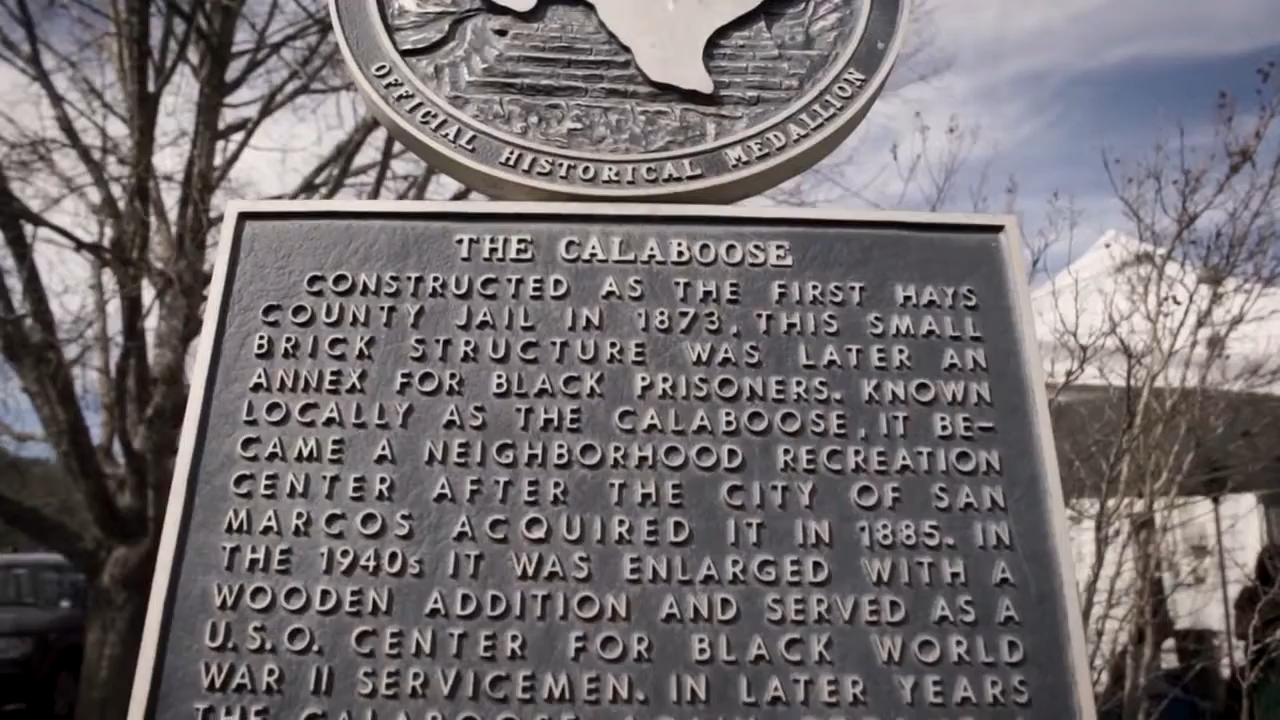 OFFICIAL HISTORICAL MEDALLION
THE CALABOOSE
CONSTRUCTED AS THE FIRST HAYS
COUNTY JAIL IN 1873, THIS SMALL
BRICK STRUCTURE WAS LATER AN
ANNEX FOR BLACK PRISONERS. KNOWN
LOCALLY AS THE CALABOOSE, IT BE-
CAME A NEIGHBORHOOD RECREATION
CENTER AFTER THE CITY OF SAN
MARCOS ACQUIRED IT IN 1885. IN
THE 1940s IT WAS ENLARGED WITH A
WOODEN ADDITION AND SERVED AS A
U.S.O. CENTER FOR BLACK WORLD
WAR II SERVICEMEN. IN LATER YEARS
THE CALABOOSE